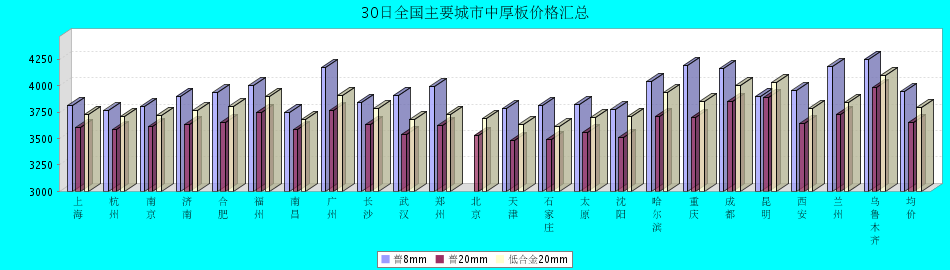 30日全国主要城市中厚板价格汇总
4250
4000
3750
3500
3250
3000
上海
杭州
南京
济南
合肥
福州
南昌
广州
长沙
武汉
郑州
北京
天津
石家庄
太原
沈阳
哈尔滨
重庆
成都
昆明
西安
兰州
乌鲁木齐
均价
普8mm 普20mm 低合金20mm